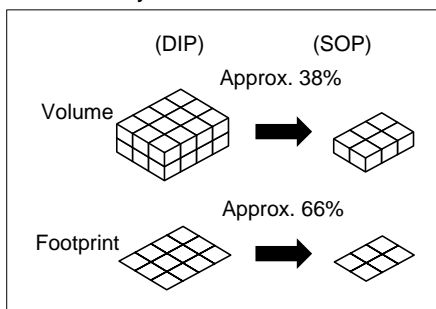 (DIP) (SOP)
Approx. 38%
Volume
Approx. 66%
Footprint